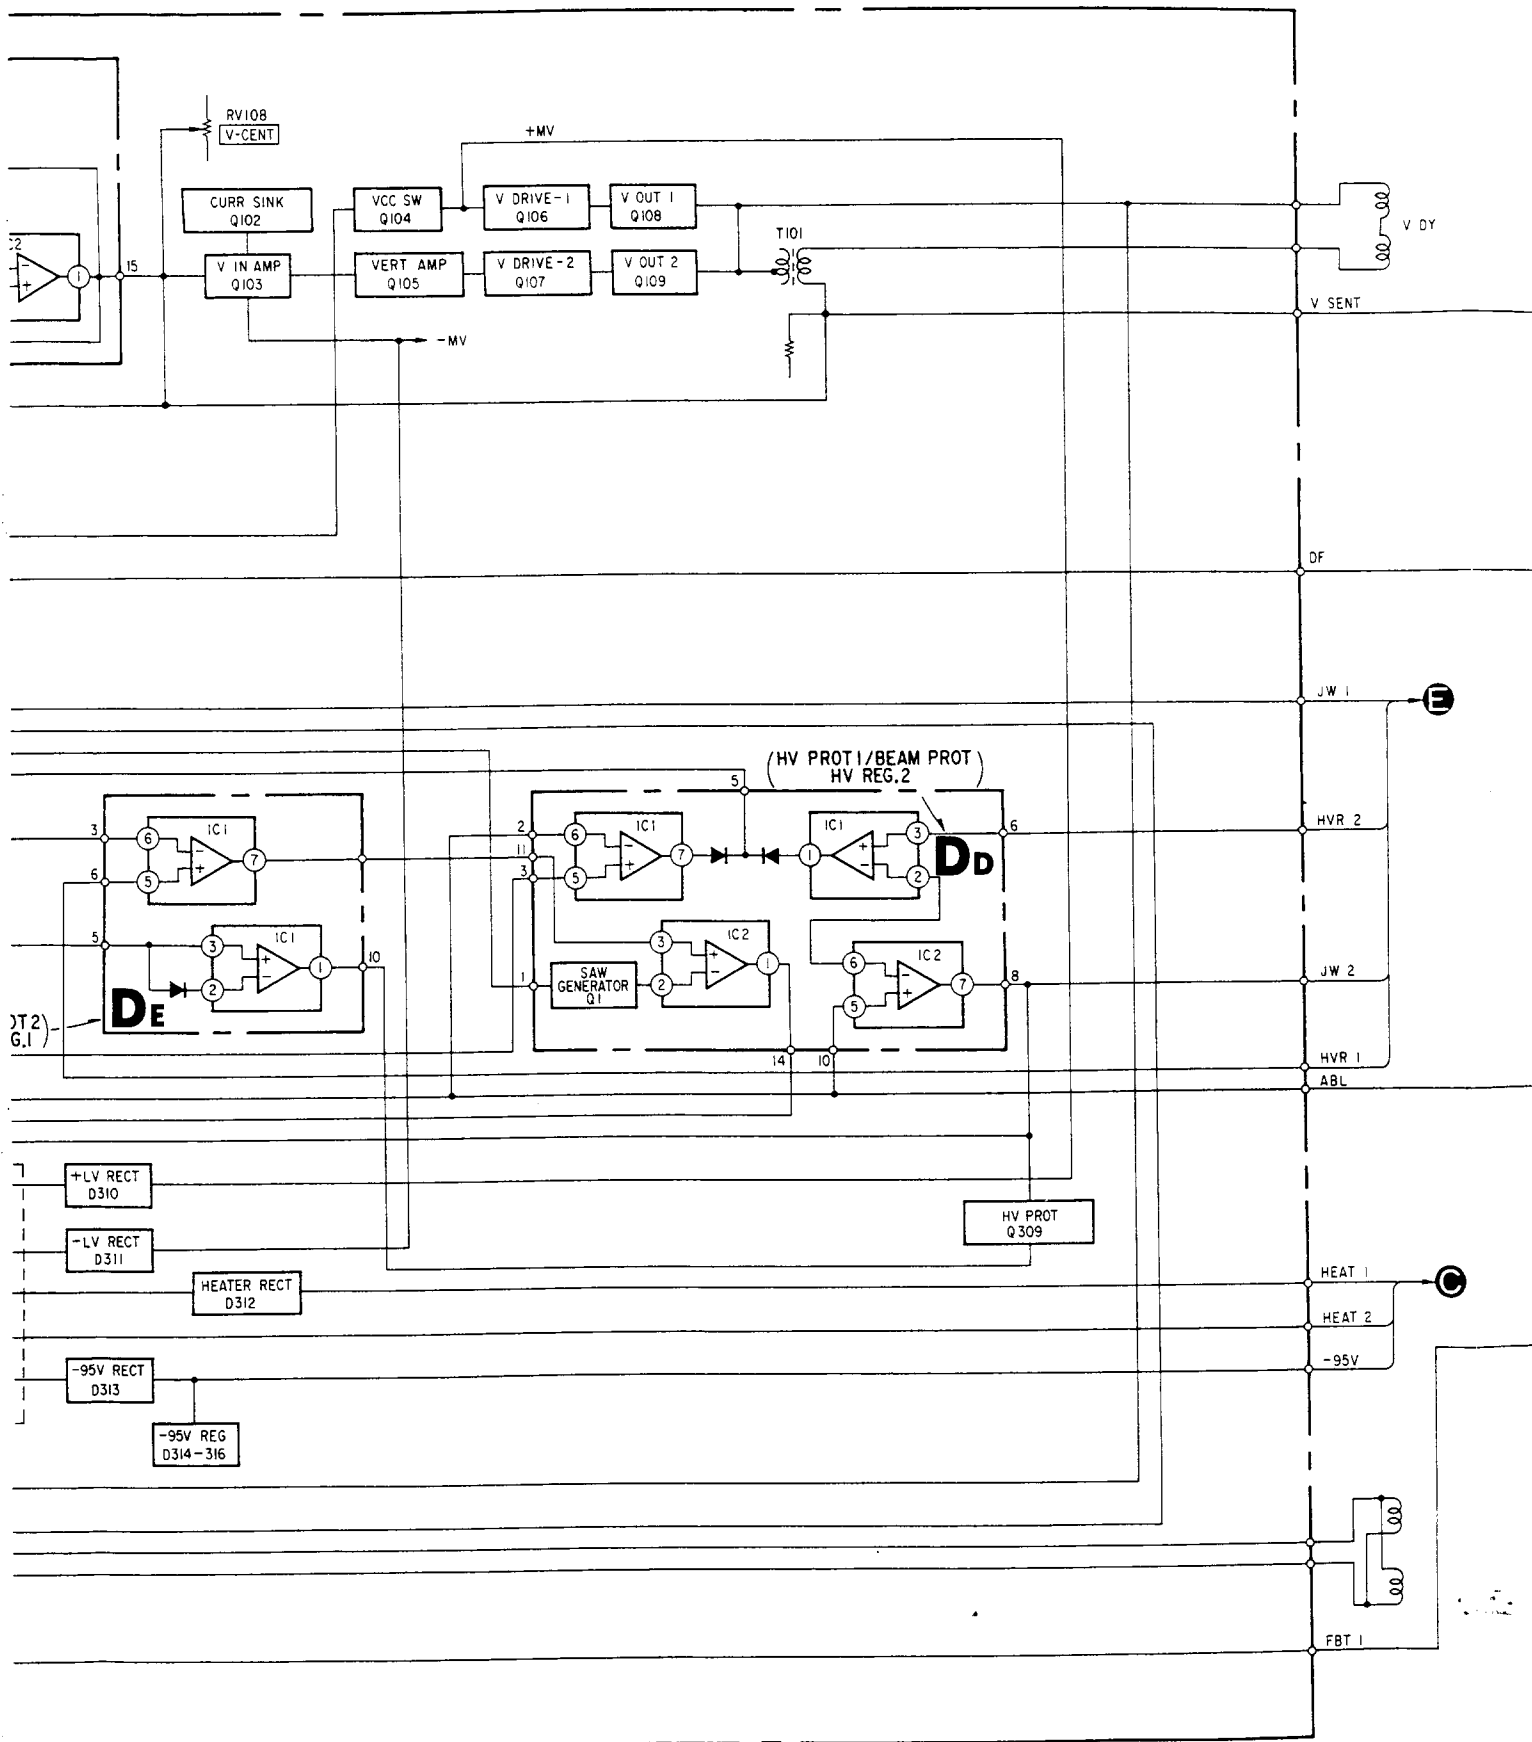 RV108
V-CENT
+MV
CURR SINK
Q102
VCC SW
Q104
V DRIVE-1
Q106
V OUT 1
Q108
V DY
T101
1
15
V IN AMP
Q103
VERT AMP
Q105
V DRIVE-2
Q107
V OUT 2
Q109
V SENT
-MV
DF
JW 1
E
(HV PROT1/BEAM PROT
HV REG.2)
5
3
6
IC1
7
2
6
IC1
7
IC1
1
3
6
HVR 2
11
6
5
3
5
2
DD
5
3
IC1
1
10
3
IC2
1
6
IC2
7
8
JW 2
2
1
SAW
GENERATOR
Q1
2
5
DE
OT2)
G.1)
14
10
HVR 1
ABL
+LV RECT
D310
HV PROT
Q309
-LV RECT
D311
HEATER RECT
D312
HEAT 1
C
HEAT 2
-95V RECT
D313
-95V
-95V REG
D314-316
FBT 1